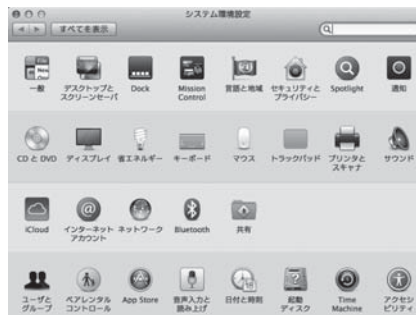 システム環境設定
すべてを表示
一般
デスクトップと
スクリーンセーバ
Dock
Mission
Control
言語と地域
セキュリティと
プライバシー
Spotlight
通知
CD と DVD
ディスプレイ
省エネルギー
キーボード
マウス
トラックパッド
プリンタと
スキャナ
サウンド
iCloud
インターネット
アカウント
ネットワーク
Bluetooth
共有
ユーザと
グループ
ペアレンタル
コントロール
App Store
音声入力と
読み上げ
日付と時刻
起動
ディスク
Time
Machine
アクセシ
ビリティ